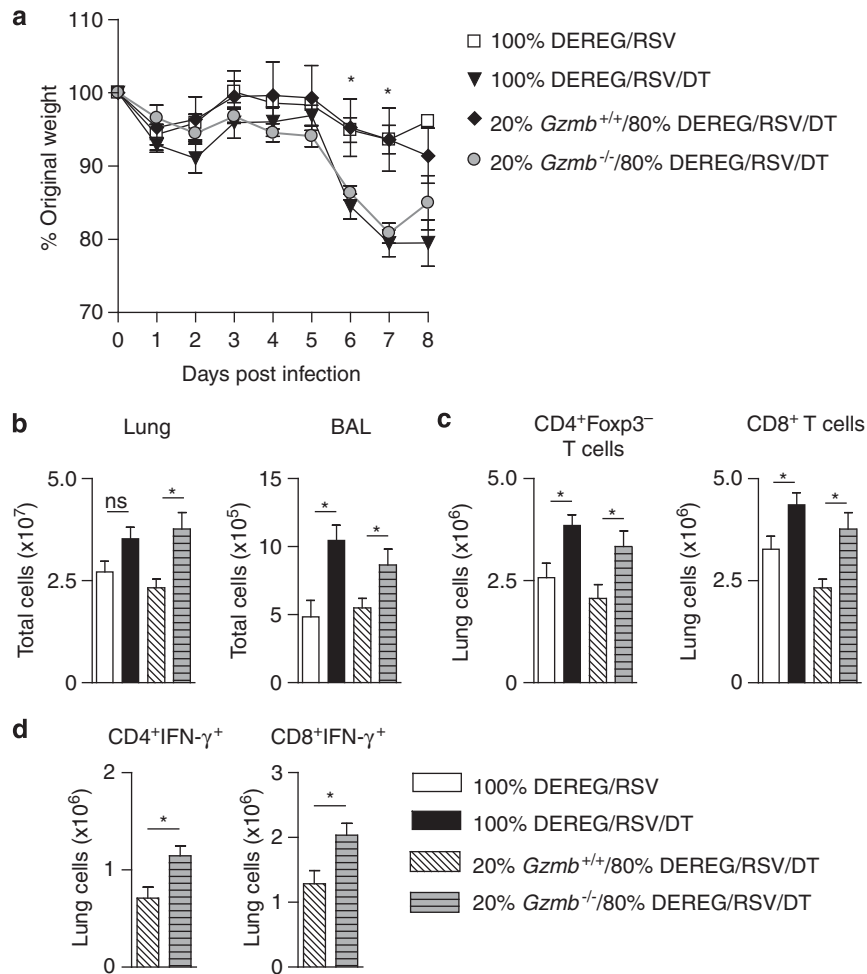 a
110
100
90
80
70
% Original weight
* *
0 1 2 3 4 5 6 7 8
Days post infection
100% DEREG/RSV
100% DEREG/RSV/DT
20% Gzmb+/+/80% DEREG/RSV/DT
20% Gzmb-/-/80% DEREG/RSV/DT
b
Lung
Total cells (x10⁷)
5.0
2.5
0
ns *
BAL
Total cells (x10⁵)
15
10
5
0
* *
c
CD4⁺Foxp3⁻
T cells
Lung cells (x10⁶)
5.0
2.5
0
* *
CD8⁺ T cells
Lung cells (x10⁶)
5.0
2.5
0
* *
d
CD4⁺IFN-γ⁺
Lung cells (x10⁶)
2
1
0
*
CD8⁺IFN-γ⁺
Lung cells (x10⁶)
3
2
1
0
*
100% DEREG/RSV
100% DEREG/RSV/DT
20% Gzmb+/+/80% DEREG/RSV/DT
20% Gzmb-/-/80% DEREG/RSV/DT